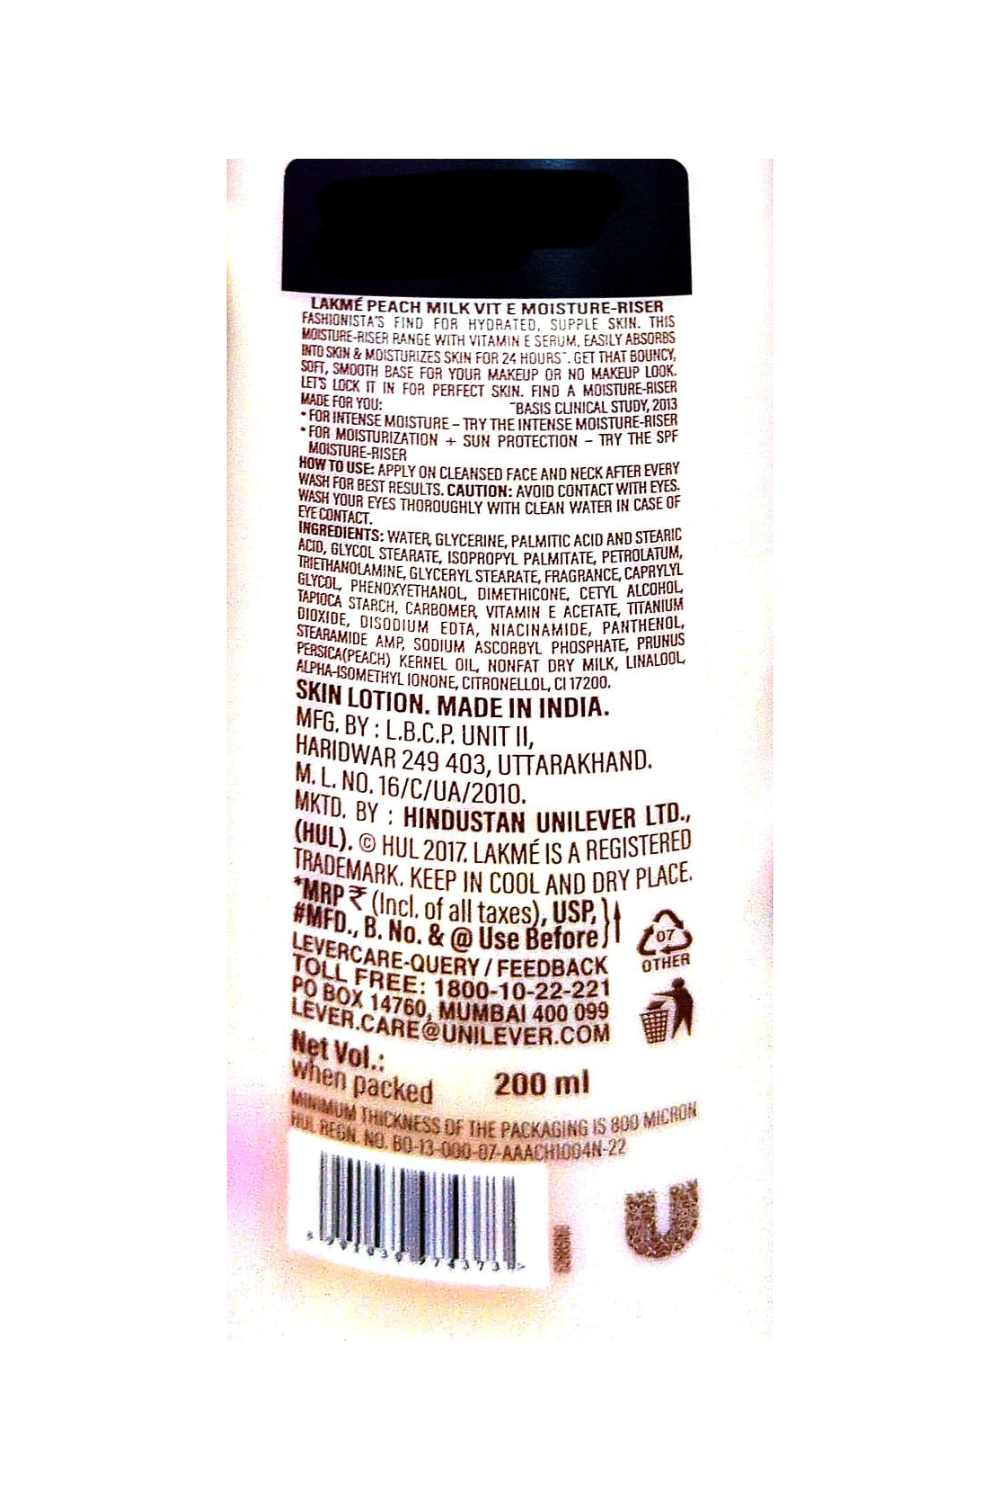 LAKMÉ PEACH MILK VIT E MOISTURE-RISER
FASHIONISTA'S FIND FOR HYDRATED, SUPPLE SKIN. THIS
MOISTURE-RISER RANGE WITH VITAMIN E SERUM, EASILY ABSORBS
INTO SKIN & MOISTURIZES SKIN FOR 24 HOURS~. GET THAT BOUNCY,
SOFT, SMOOTH BASE FOR YOUR MAKEUP OR NO MAKEUP LOOK.
LET'S LOCK IT IN FOR PERFECT SKIN. FIND A MOISTURE-RISER
MADE FOR YOU: ~BASIS CLINICAL STUDY, 2013
• FOR INTENSE MOISTURE – TRY THE INTENSE MOISTURE-RISER
• FOR MOISTURIZATION + SUN PROTECTION – TRY THE SPF
MOISTURE-RISER
HOW TO USE: APPLY ON CLEANSED FACE AND NECK AFTER EVERY
WASH FOR BEST RESULTS. CAUTION: AVOID CONTACT WITH EYES.
WASH YOUR EYES THOROUGHLY WITH CLEAN WATER IN CASE OF
EYE CONTACT.
INGREDIENTS: WATER, GLYCERINE, PALMITIC ACID AND STEARIC
ACID, GLYCOL STEARATE, ISOPROPYL PALMITATE, PETROLATUM,
TRIETHANOLAMINE, GLYCERYL STEARATE, FRAGRANCE, CAPRYLYL
GLYCOL, PHENOXYETHANOL, DIMETHICONE, CETYL ALCOHOL,
TAPIOCA STARCH, CARBOMER, VITAMIN E ACETATE, TITANIUM
DIOXIDE, DISODIUM EDTA, NIACINAMIDE, PANTHENOL,
STEARAMIDE AMP, SODIUM ASCORBYL PHOSPHATE, PRUNUS
PERSICA(PEACH) KERNEL OIL, NONFAT DRY MILK, LINALOOL,
ALPHA-ISOMETHYL IONONE, CITRONELLOL, CI 17200.
SKIN LOTION. MADE IN INDIA.
MFG. BY : L.B.C.P. UNIT II,
HARIDWAR 249 403, UTTARAKHAND.
M. L. NO. 16/C/UA/2010.
MKTD. BY : HINDUSTAN UNILEVER LTD.,
(HUL). © HUL 2017. LAKMÉ IS A REGISTERED
TRADEMARK. KEEP IN COOL AND DRY PLACE.
*MRP ₹ (Incl. of all taxes), USP,
#MFD., B. No. & @ Use Before
07
OTHER
LEVERCARE-QUERY / FEEDBACK
TOLL FREE: 1800-10-22-221
PO BOX 14760, MUMBAI 400 099
LEVER.CARE@UNILEVER.COM
Net Vol.:
when packed 200 ml
MINIMUM THICKNESS OF THE PACKAGING IS 800 MICRON
HUL REGN. NO. BO-13-000-07-AAACH1004N-22